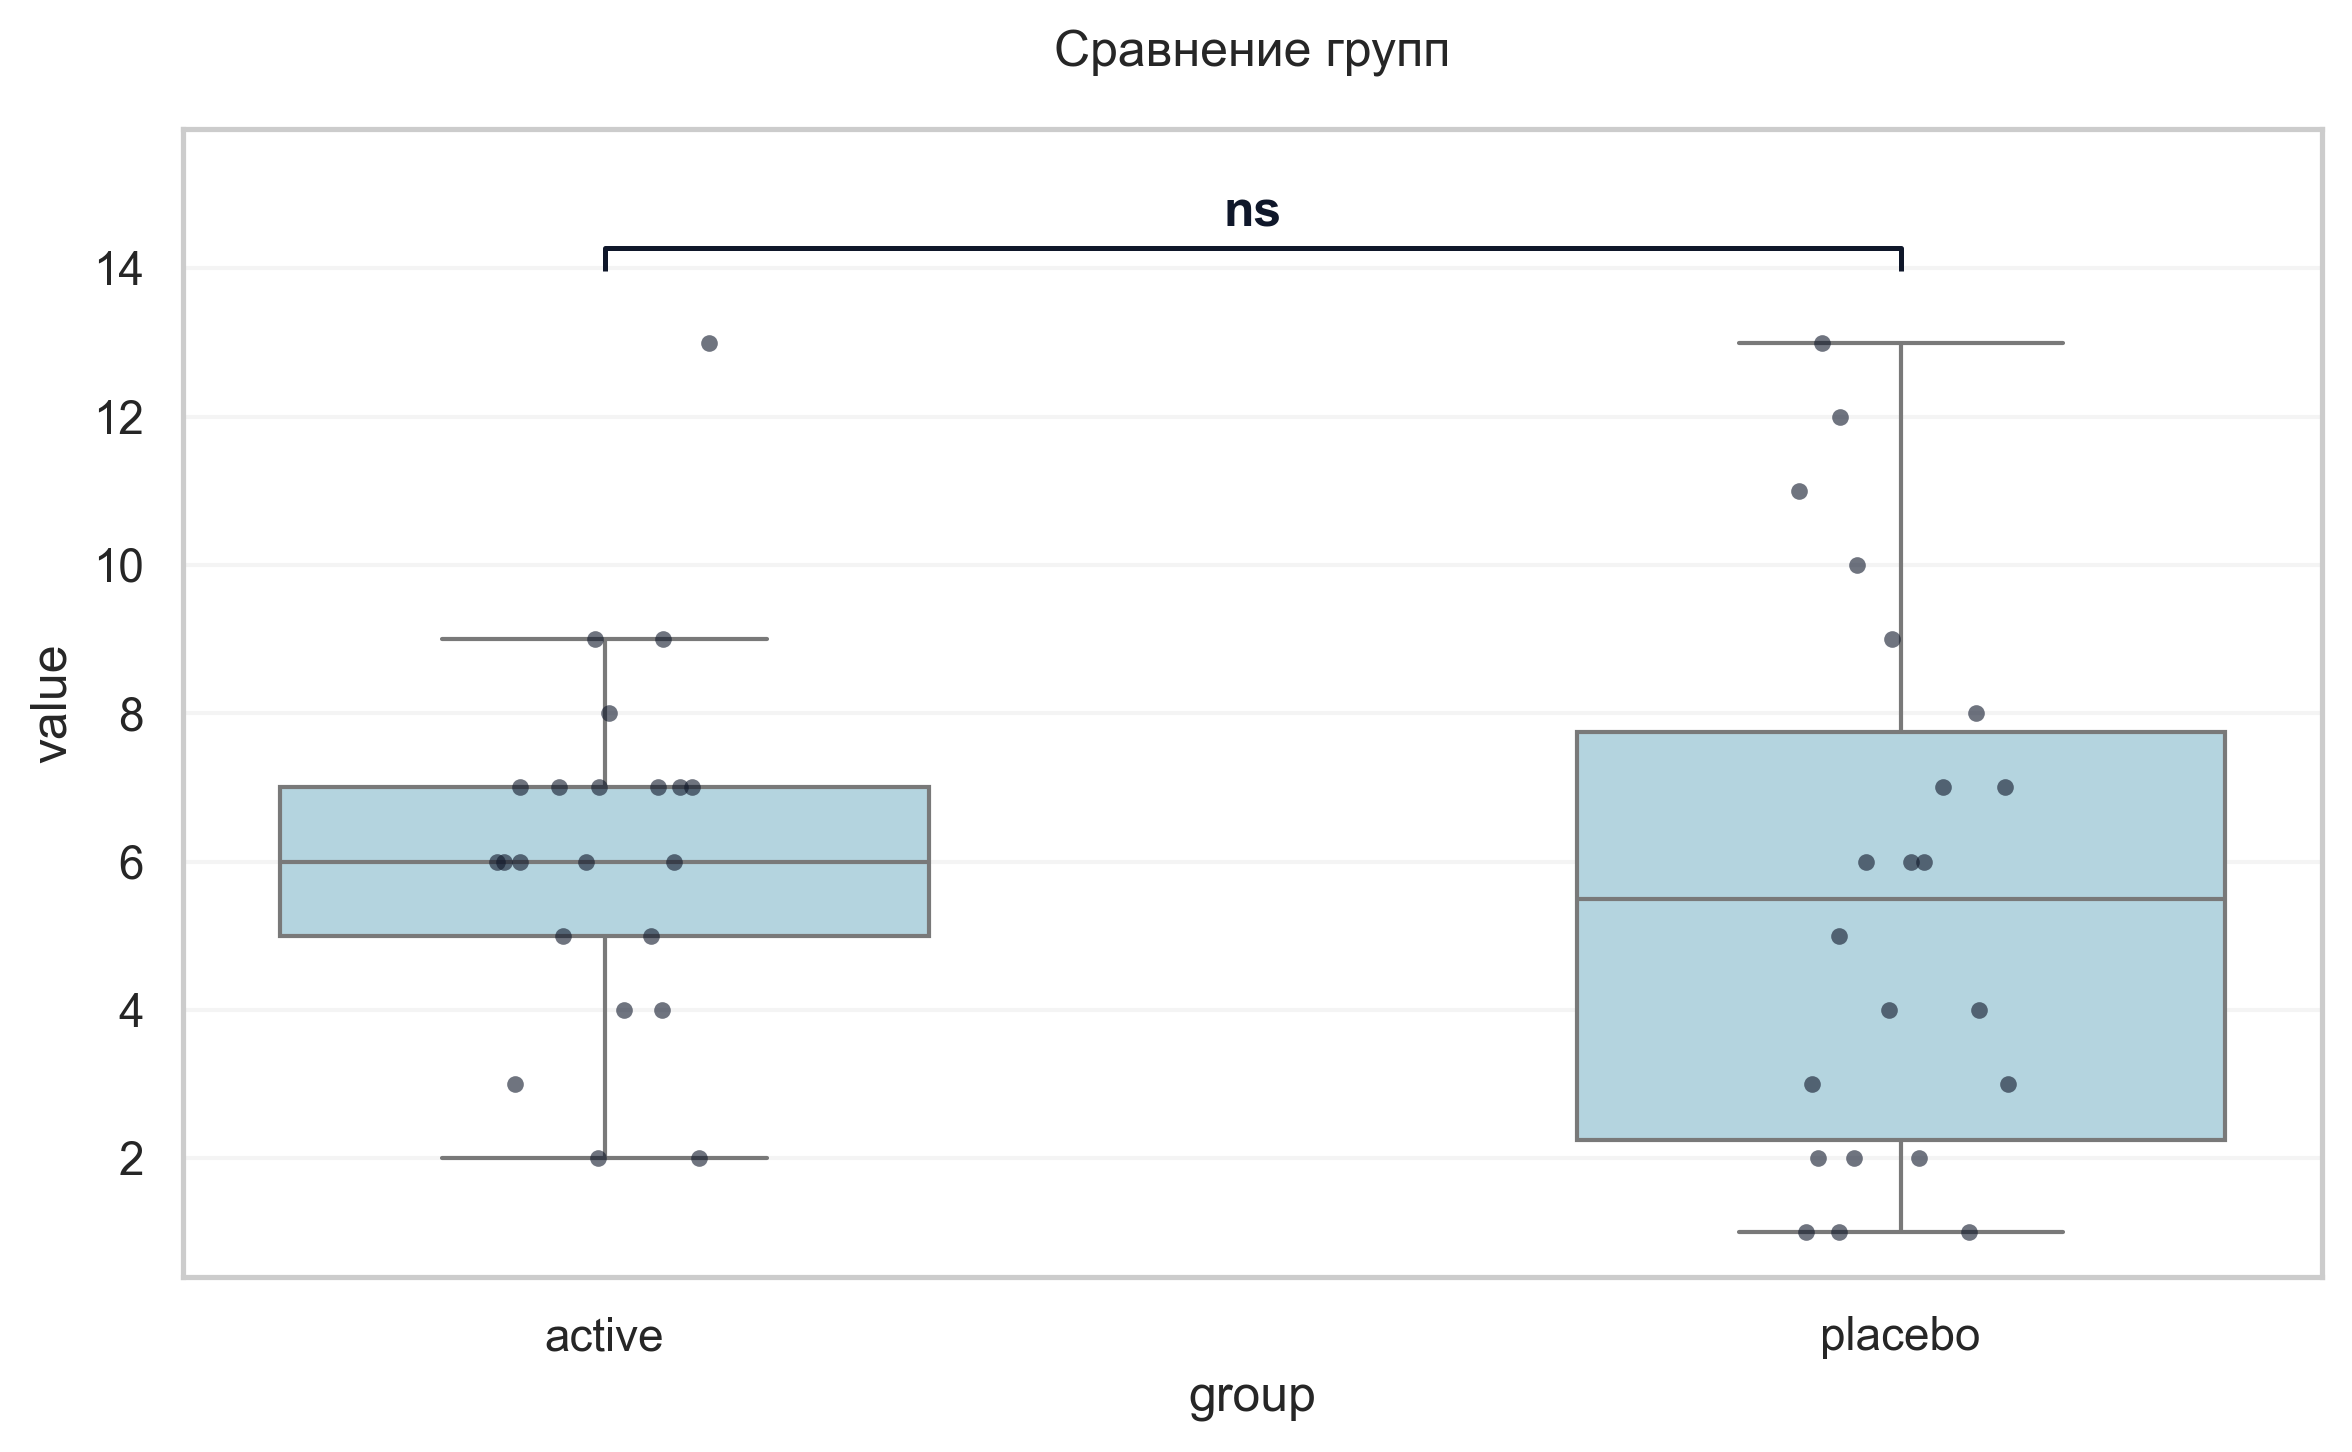 Сравнение групп
ns
14
12
10
8
6
4
2
value
active
placebo
group